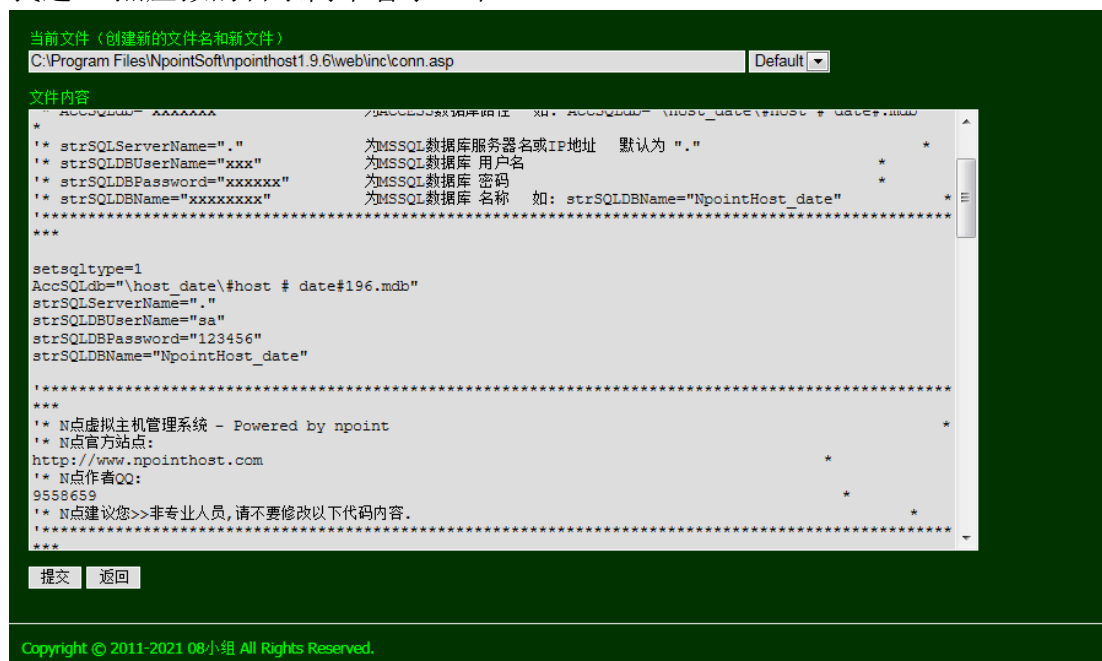 当前文件（创建新的文件名和新文件）
C:\Program Files\NpointSoft\npointhost1.9.6\web\inc\conn.asp Default
文件内容
*
'* strSQLServerName="." 为MSSQL数据库服务器名或IP地址 默认为 "." *
'* strSQLDBUserName="xxx" 为MSSQL数据库 用户名 *
'* strSQLDBPassword="xxxxxx" 为MSSQL数据库 密码 *
'* strSQLDBName="xxxxxxxx" 为MSSQL数据库 名称 如: strSQLDBName="NpointHost_date" *
'***************************************************************************************
***
setsqltype=1
AccSQLdb="\host_date\#host # date#196.mdb"
strSQLServerName="."
strSQLDBUserName="sa"
strSQLDBPassword="123456"
strSQLDBName="NpointHost_date"
'***************************************************************************************
***
'* N点虚拟主机管理系统 - Powered by npoint *
'* N点官方站点:
http://www.npointhost.com *
'* N点作者QQ:
9558659 *
'* N点建议您>>非专业人员,请不要修改以下代码内容. *
'***************************************************************************************
***
提交 返回
Copyright © 2011-2021 08小组 All Rights Reserved.